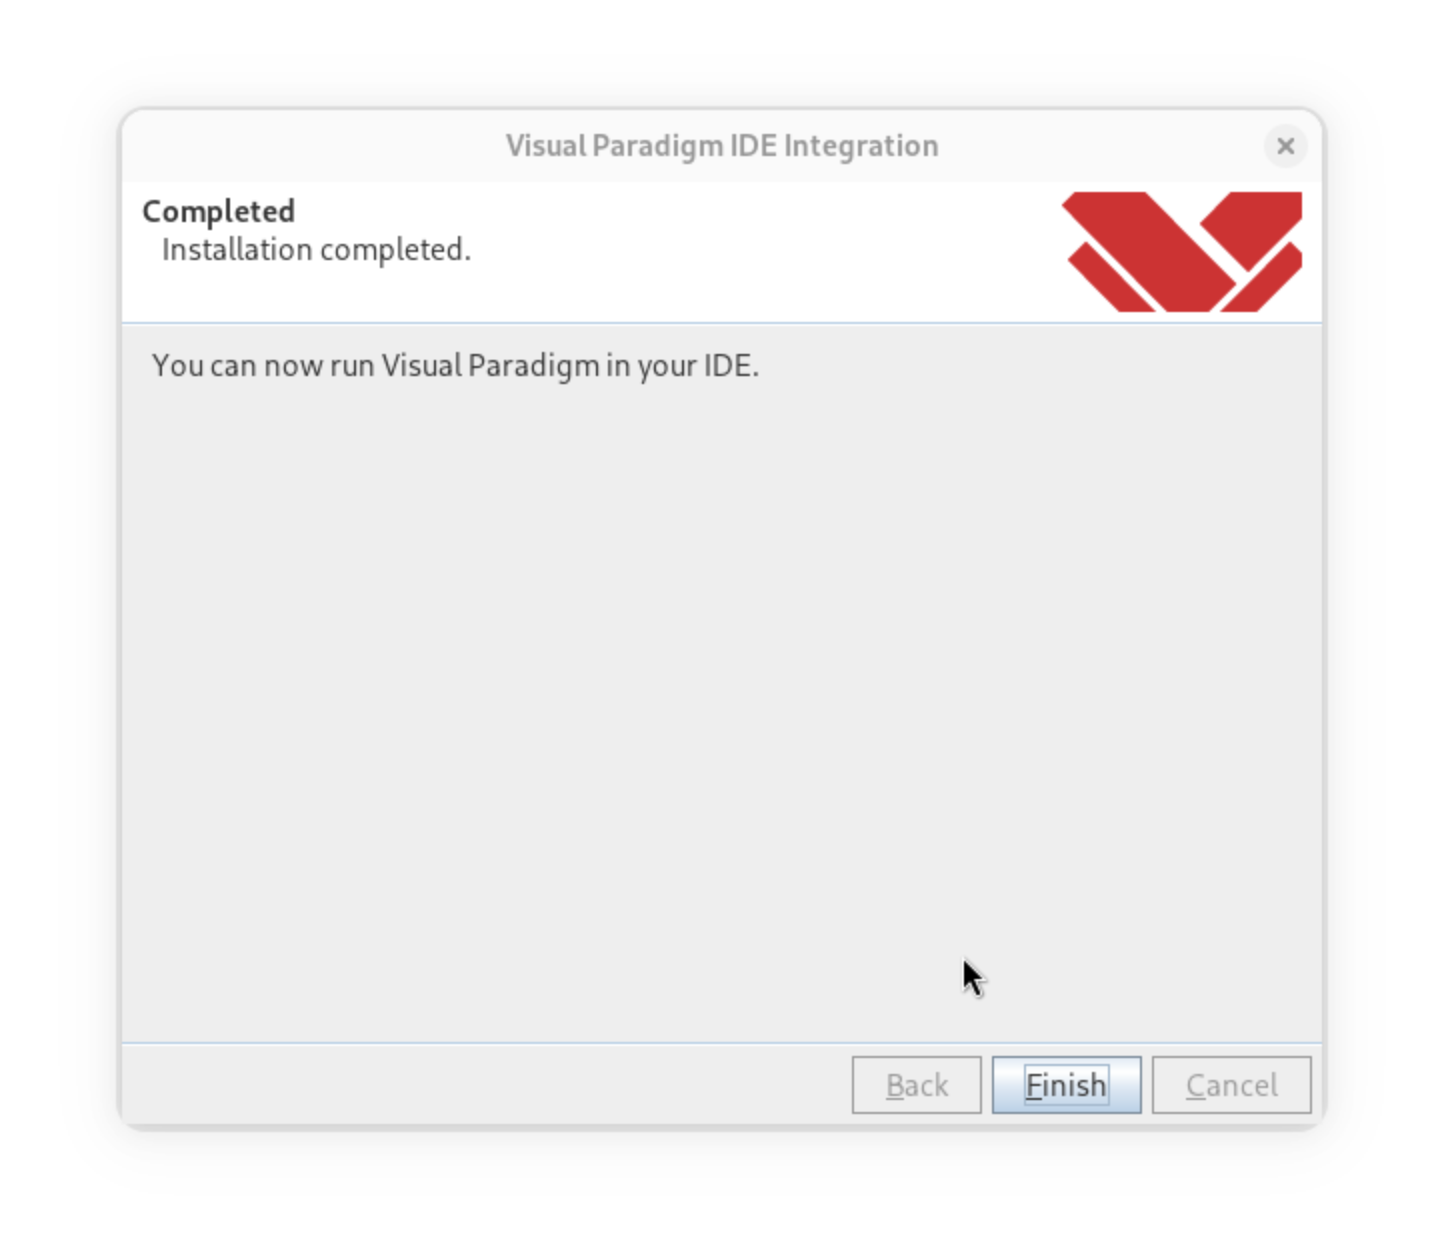 Visual Paradigm IDE Integration
Completed
Installation completed.
You can now run Visual Paradigm in your IDE.
Back Finish Cancel